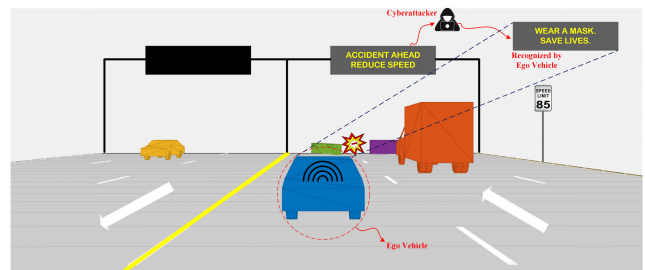 Cyberattacker
WEAR A MASK.
SAVE LIVES.
ACCIDENT AHEAD
REDUCE SPEED
Recognized by
Ego Vehicle
SPEED
LIMIT
85
Ego Vehicle